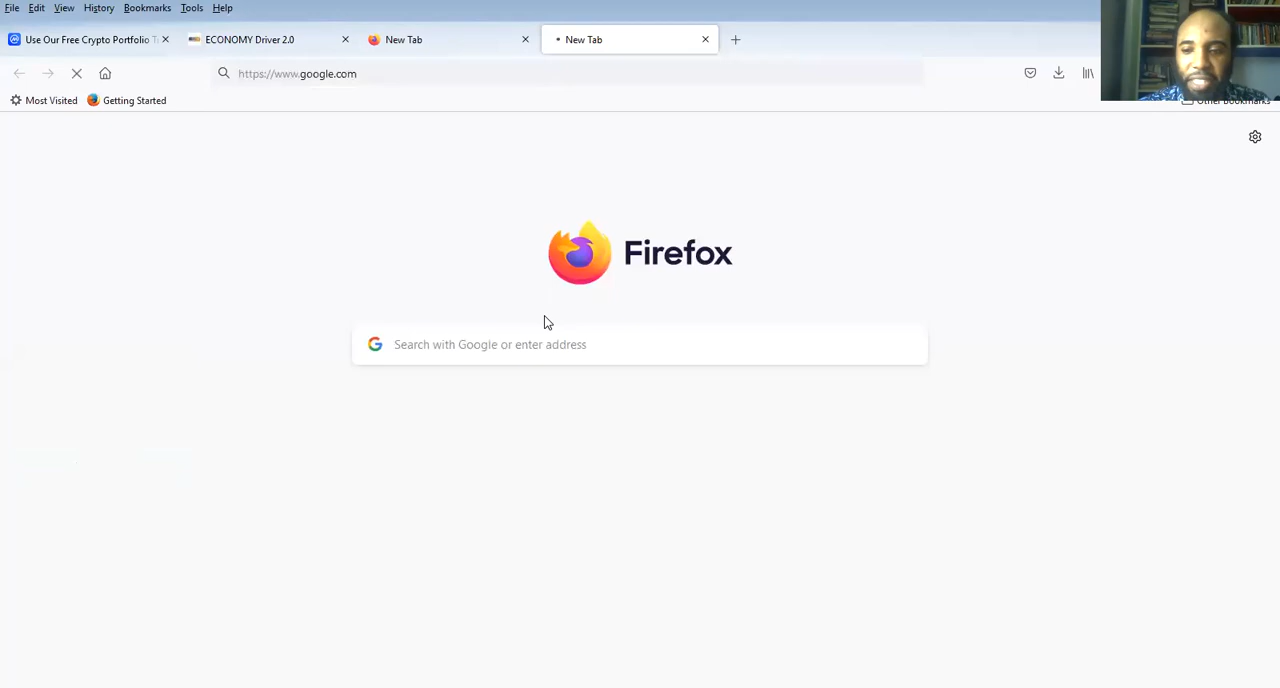 File Edit View History Bookmarks Tools Help
Use Our Free Crypto Portfolio T
ECONOMY Driver 2.0
New Tab
New Tab
https://www.google.com
Most Visited
Getting Started
Other Bookmarks
Firefox
Search with Google or enter address